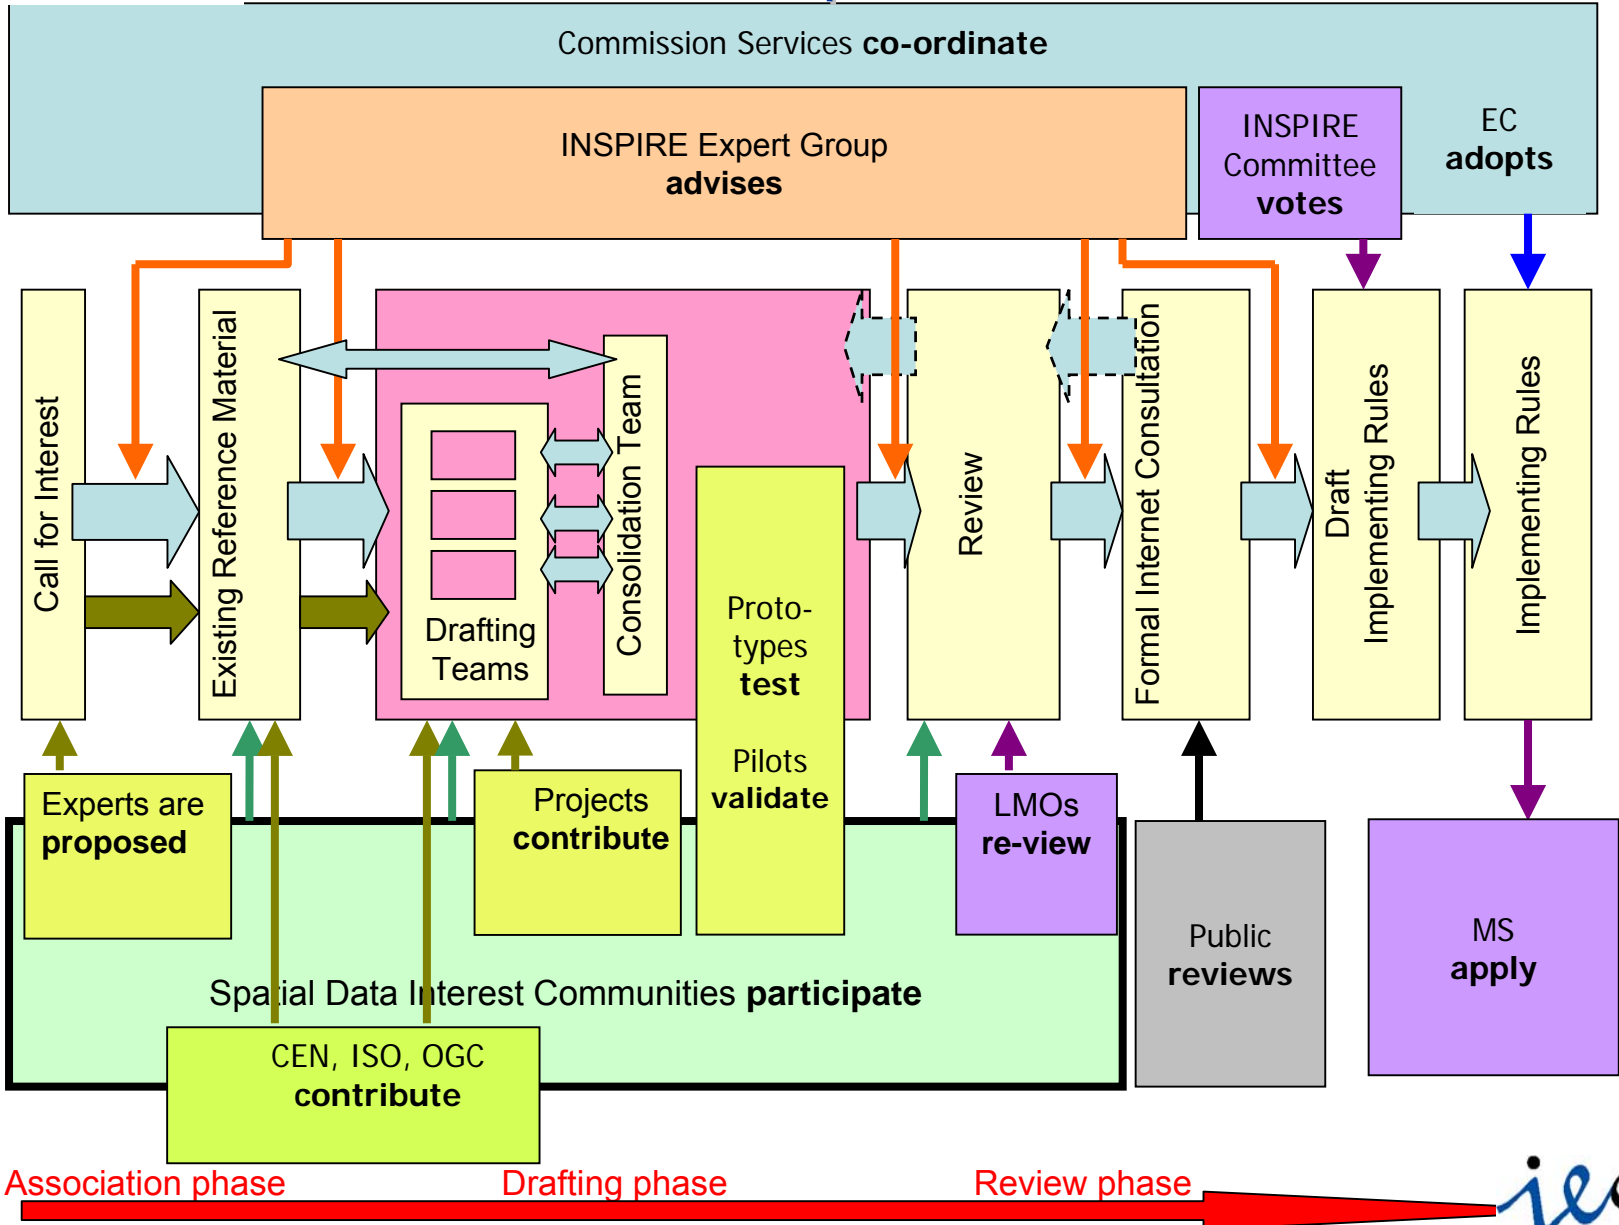 Commission Services co-ordinate
INSPIRE Expert Group
advises
INSPIRE
Committee
votes
EC
adopts
Call for Interest
Existing Reference Material
Drafting
Teams
Consolidation Team
Proto-
types
test
Pilots
validate
Review
Formal Internet Consultation
Draft
Implementing Rules
Implementing Rules
Experts are
proposed
Projects
contribute
LMOs
re-view
Public
reviews
MS
apply
Spatial Data Interest Communities participate
CEN, ISO, OGC
contribute
Association phase
Drafting phase
Review phase